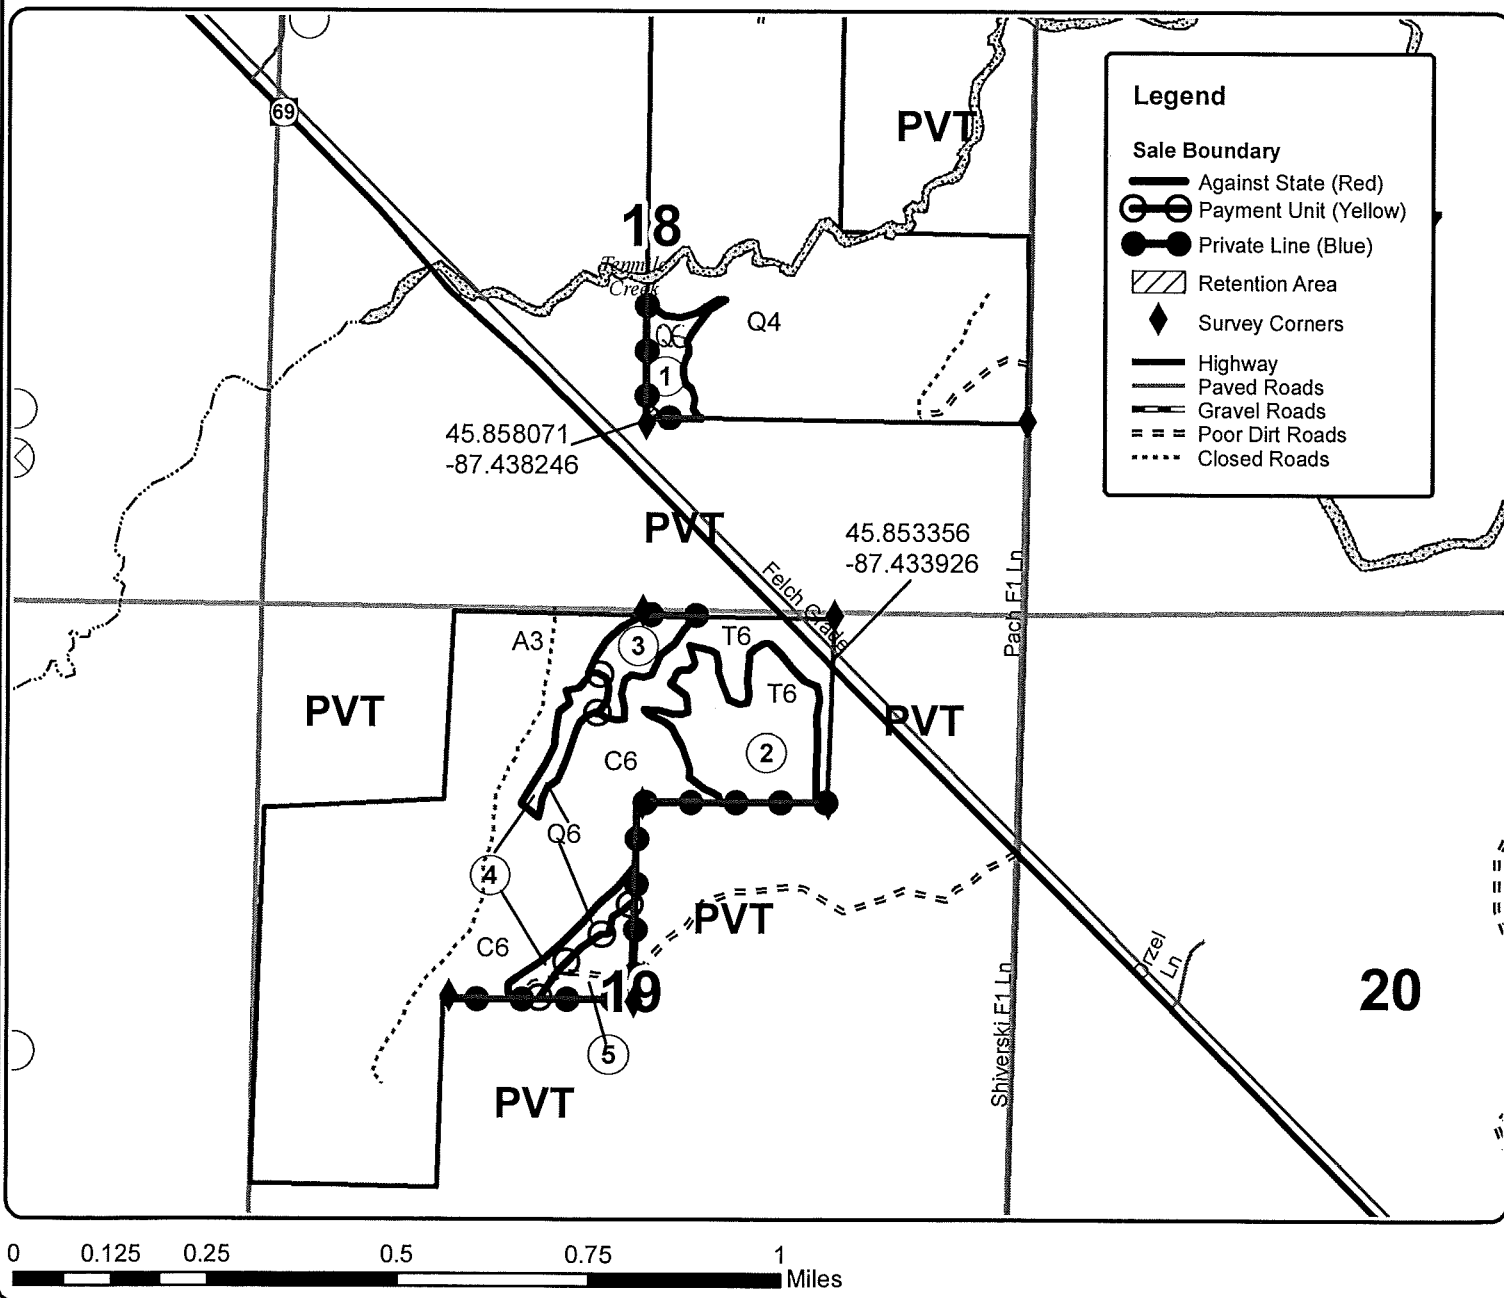 "
69
PVT
Legend
Sale Boundary
Against State (Red)
Payment Unit (Yellow)
Private Line (Blue)
Retention Area
Survey Corners
Highway
Paved Roads
Gravel Roads
Poor Dirt Roads
Closed Roads
18
Tenmile
Creek
Q6
Q4
1
45.858071
-87.438246
PVT
45.853356
-87.433926
Felch Grade
Pach F1 Ln
A3
3
T6
T6
PVT
PVT
C6
2
Q6
4
PVT
C6
19
5
PVT
Shiverski F1 Ln
Orzel
Ln
20
0
0.125
0.25
0.5
0.75
1
Miles